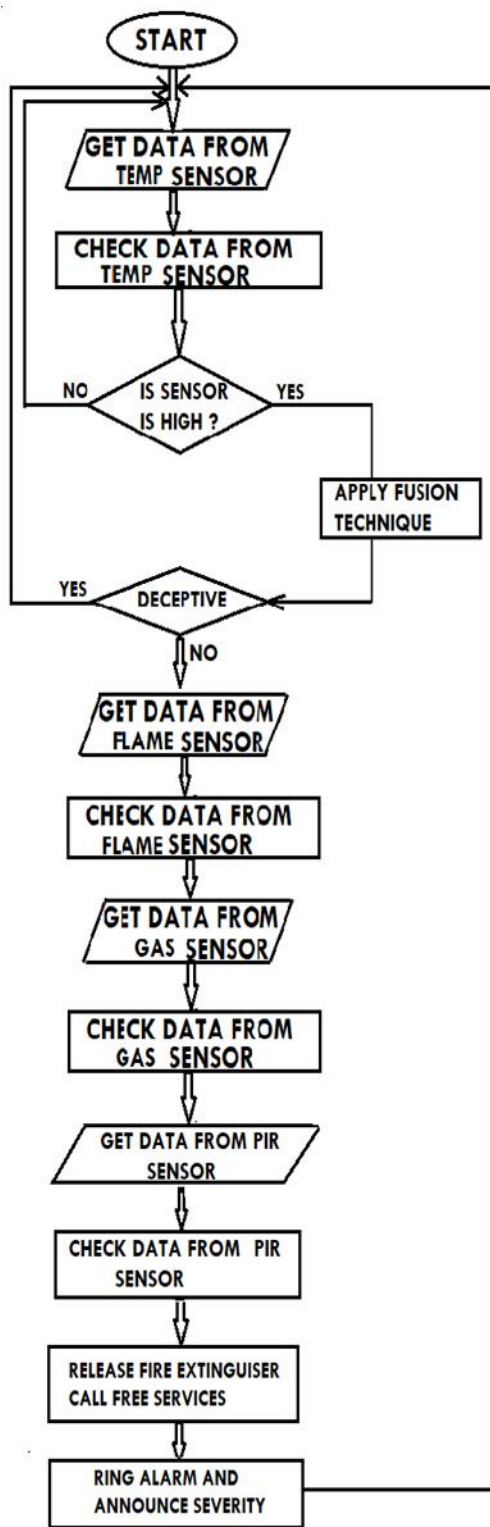 START
GET DATA FROM
TEMP SENSOR
CHECK DATA FROM
TEMP SENSOR
NO
IS SENSOR
IS HIGH ?
YES
APPLY FUSION
TECHNIQUE
YES
DECEPTIVE
NO
GET DATA FROM
FLAME SENSOR
CHECK DATA FROM
FLAME SENSOR
GET DATA FROM
GAS SENSOR
CHECK DATA FROM
GAS SENSOR
GET DATA FROM PIR
SENSOR
CHECK DATA FROM PIR
SENSOR
RELEASE FIRE EXTINGUISER
CALL FREE SERVICES
RING ALARM AND
ANNOUNCE SEVERITY